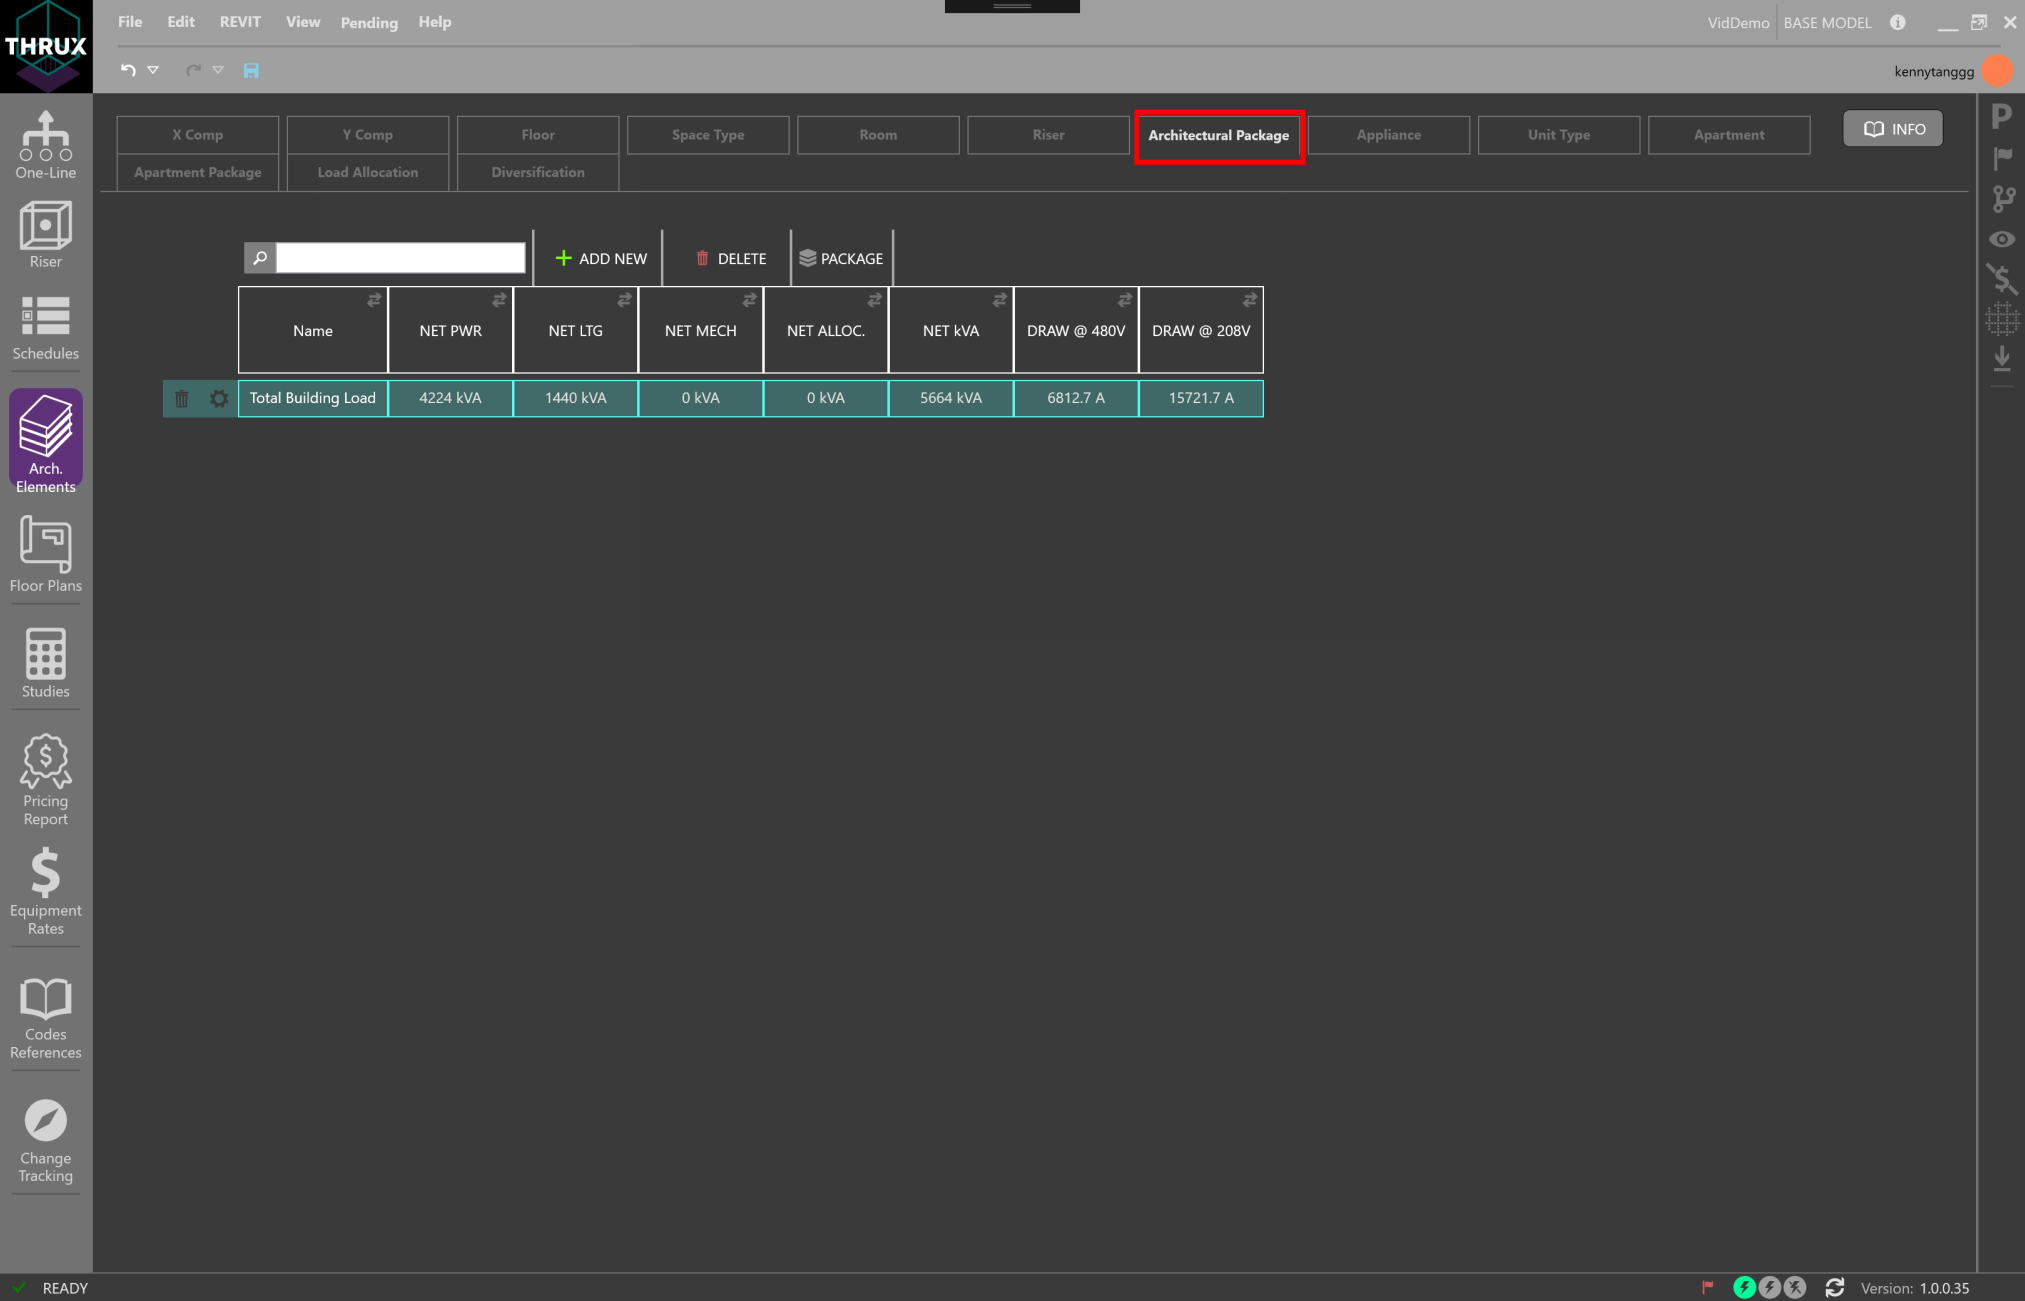 THRUX
File Edit REVIT View Pending Help
VidDemo BASE MODEL
kennytanggg
X Comp Y Comp Floor Space Type Room Riser Architectural Package Appliance Unit Type Apartment
INFO
Apartment Package Load Allocation Diversification
ADD NEW DELETE PACKAGE
Name NET PWR NET LTG NET MECH NET ALLOC. NET kVA DRAW @ 480V DRAW @ 208V
Total Building Load 4224 kVA 1440 kVA 0 kVA 0 kVA 5664 kVA 6812.7 A 15721.7 A
One-Line
Riser
Schedules
Arch.
Elements
Floor Plans
Studies
Pricing
Report
Equipment
Rates
Codes
References
Change
Tracking
P
READY
Version: 1.0.0.35